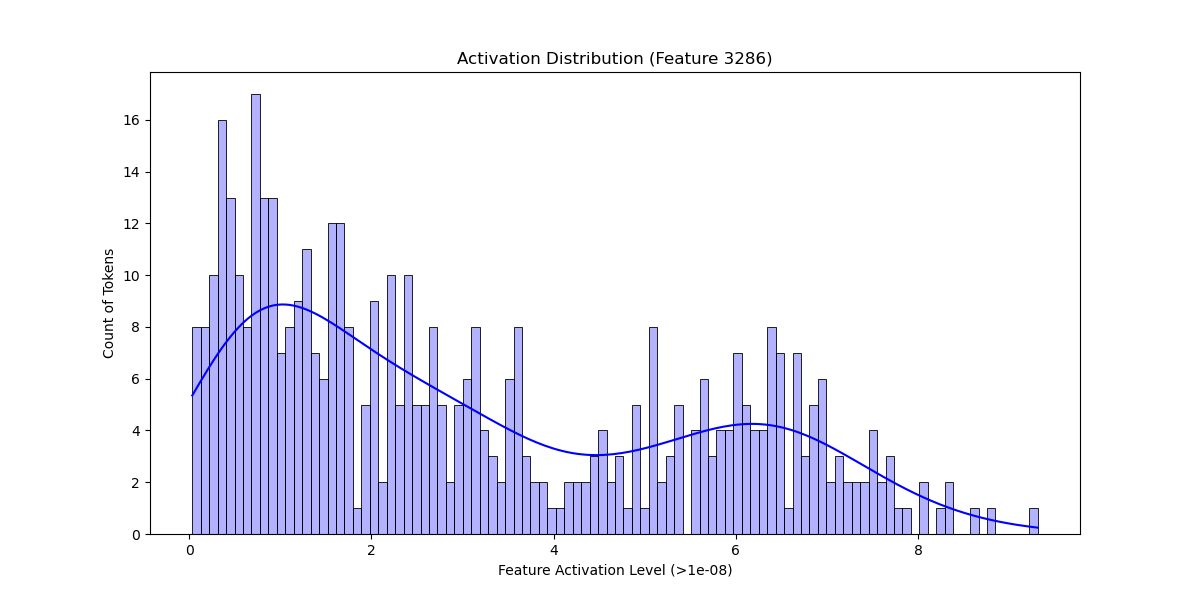 Activation Distribution (Feature 3286)
Count of Tokens
16
14
12
10
8
6
4
2
0
0 2 4 6 8
Feature Activation Level (>1e-08)